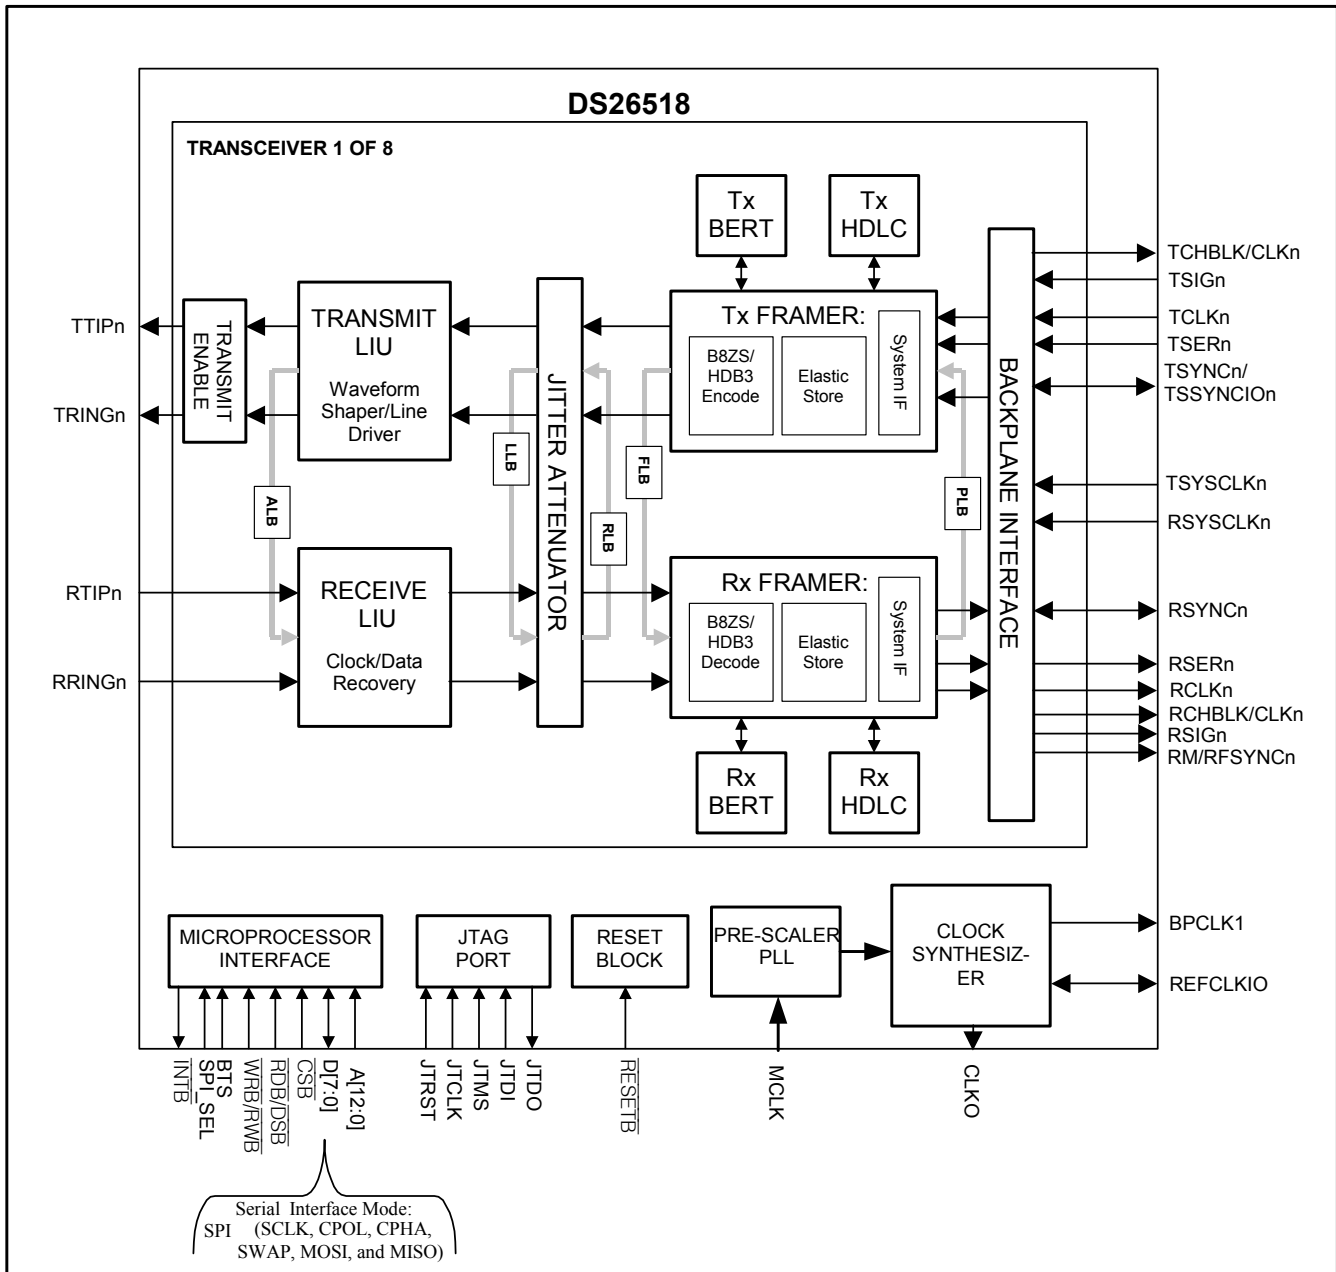 DS26518
TRANSCEIVER 1 OF 8
Tx
BERT
Tx
HDLC
TCHBLK/CLKn
TSIGn
TTIPn
TRANSMIT
ENABLE
TRANSMIT
LIU
Waveform
Shaper/Line
Driver
JITTER ATTENUATOR
Tx FRAMER:
B8ZS/
HDB3
Encode
Elastic
Store
System IF
BACKPLANE INTERFACE
TCLKn
TSERn
TSYNCn/
TSSYNCIOn
TRINGn
ALB
LLB
RLB
FLB
PLB
TSYSCLKn
RSYSCLKn
RTIPn
RECEIVE
LIU
Clock/Data
Recovery
RRINGn
Rx FRAMER:
B8ZS/
HDB3
Decode
Elastic
Store
System IF
RSYNCn
RSERn
RCLKn
RCHBLK/CLKn
RSIGn
RM/RFSYNCn
Rx
BERT
Rx
HDLC
MICROPROCESSOR
INTERFACE
JTAG
PORT
RESET
BLOCK
PRE-SCALER
PLL
CLOCK
SYNTHESIZ-
ER
BPCLK1
REFCLKIO
INTB
SPI_SEL
BTS
WRB/RWB
RDB/DSB
CSB
D[7:0]
A[12:0]
JTRST
JTCLK
JTMS
JTDI
JTDO
RESETB
MCLK
CLKO
Serial Interface Mode:
SPI (SCLK, CPOL, CPHA,
SWAP, MOSI, and MISO)